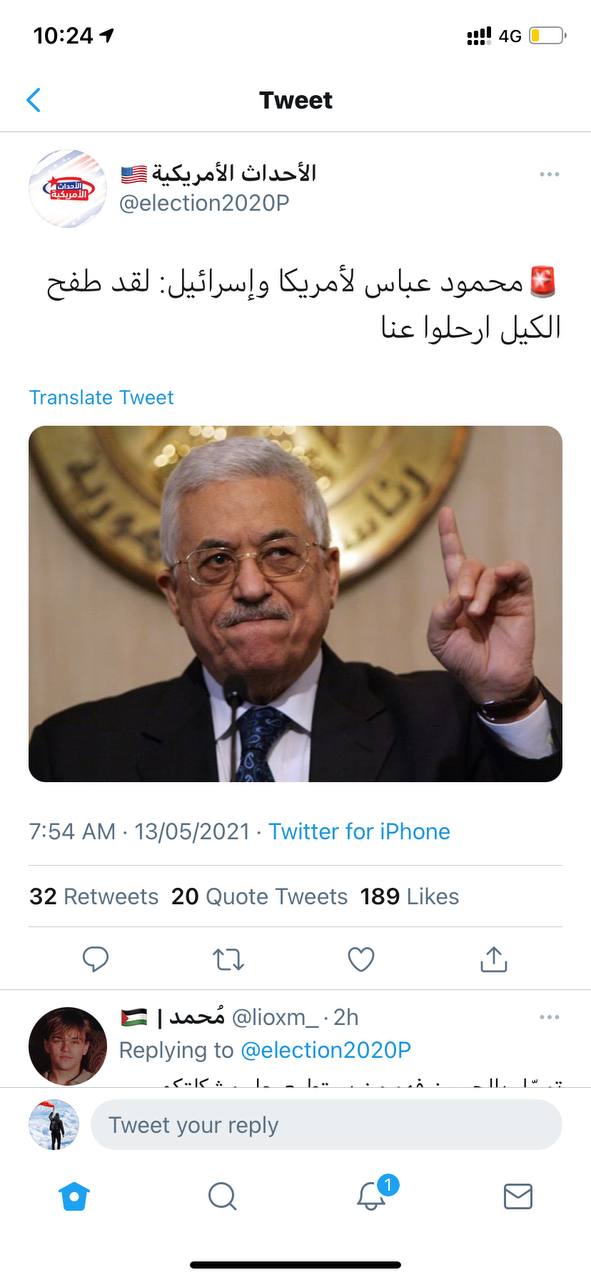 10:24
4G
Tweet
الأحداث الأمريكية
الأحداث الأمريكية 🇺🇸
@election2020P
🚨 محمود عباس لأمريكا وإسرائيل: لقد طفح
الكيل ارحلوا عنا
Translate Tweet
رئاسة
7:54 AM · 13/05/2021 · Twitter for iPhone
32 Retweets 20 Quote Tweets 189 Likes
مُحمد | 🇵🇸 @lioxm_ · 2h
Replying to @election2020P
Tweet your reply
1